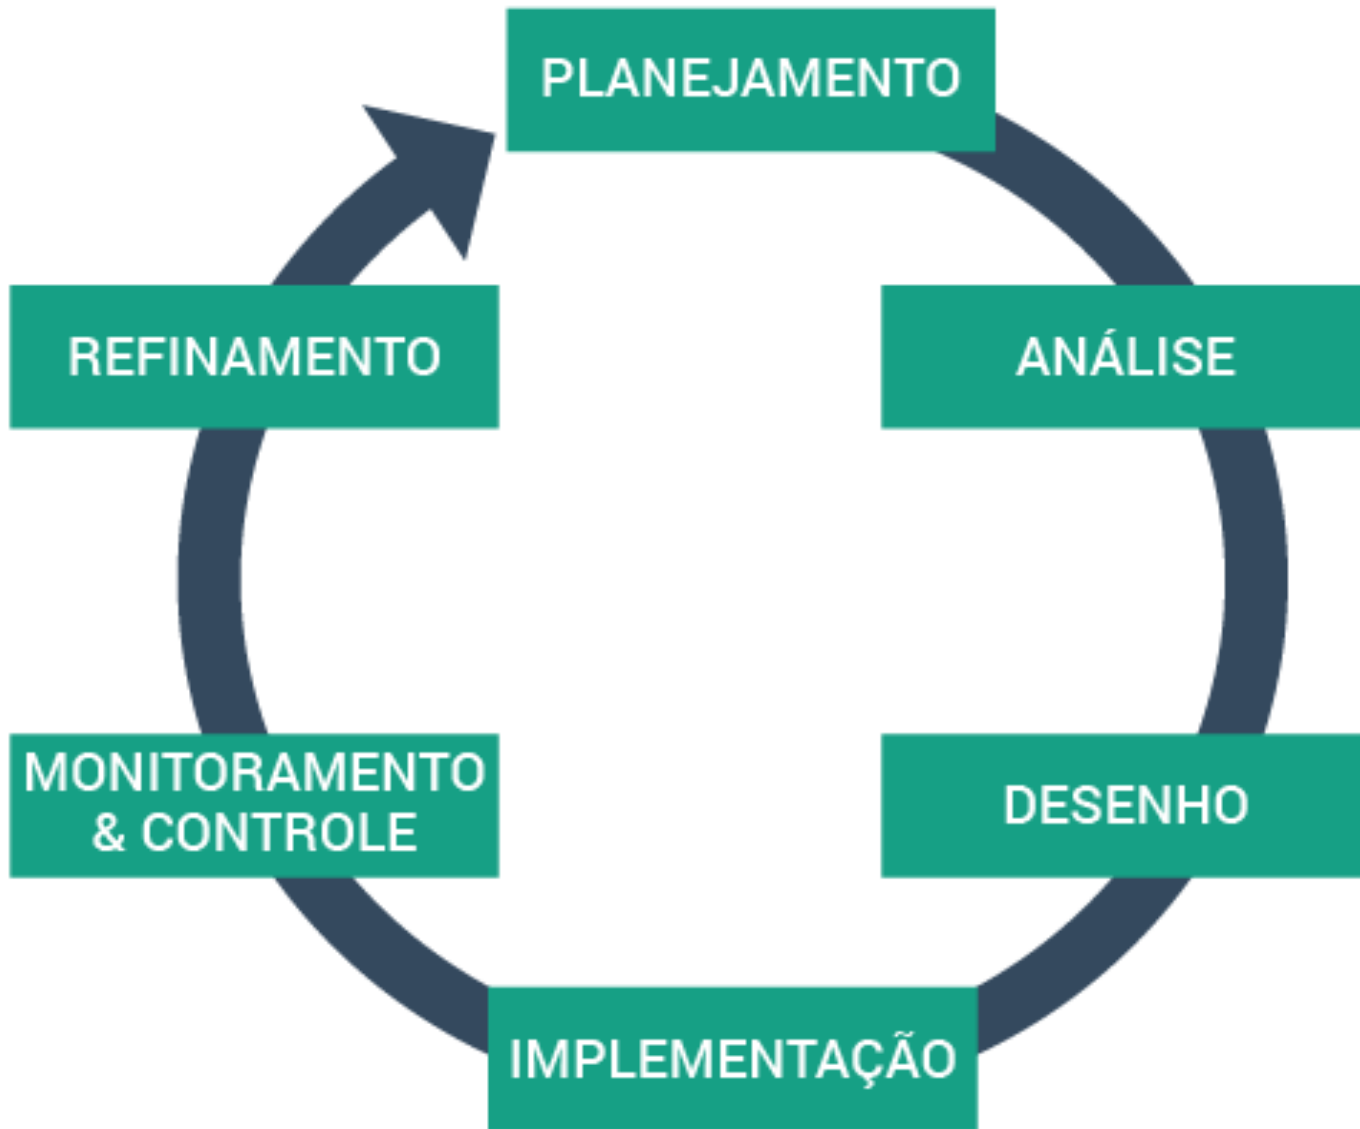 PLANEJAMENTO
ANÁLISE
DESENHO
IMPLEMENTAÇÃO
MONITORAMENTO
& CONTROLE
REFINAMENTO